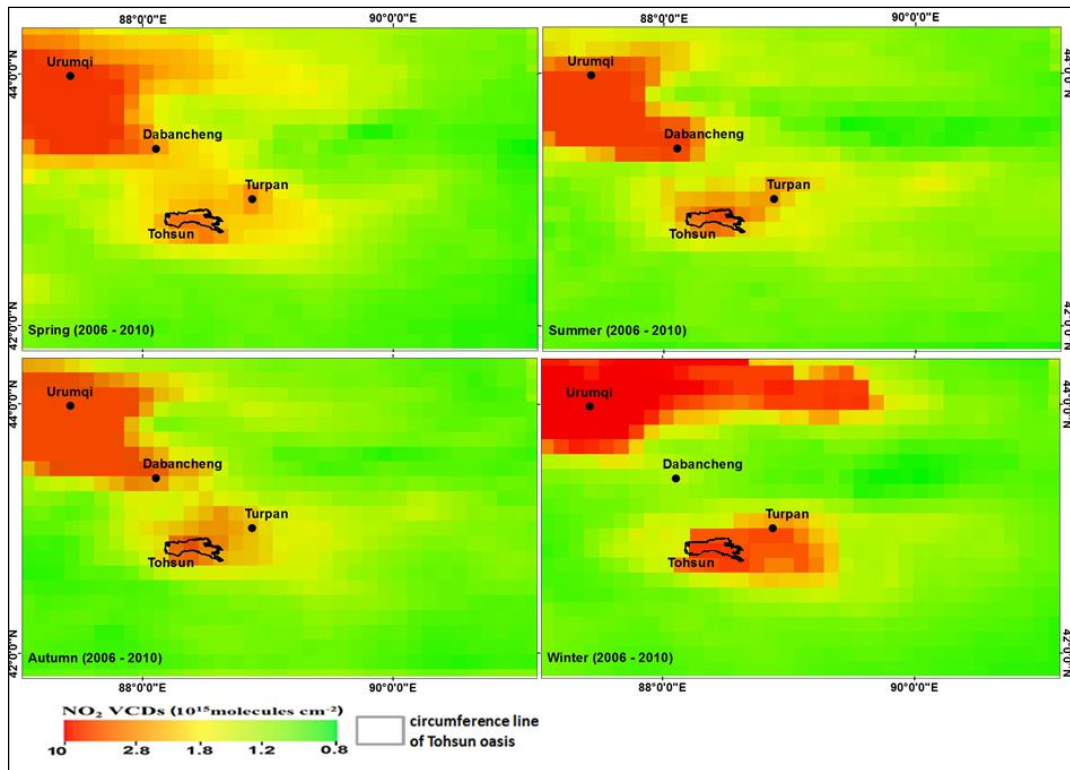 88°0'0"E 90°0'0"E 88°0'0"E 90°0'0"E
44°0'0"N
Urumqi
Dabancheng
Turpan
Tohsun
42°0'0"N
Spring (2006 - 2010)
Urumqi
44°0'0"N
Dabancheng
Turpan
Tohsun
42°0'0"N
Summer (2006 - 2010)
Urumqi
44°0'0"N
Dabancheng
Turpan
Tohsun
42°0'0"N
Autumn (2006 - 2010)
Urumqi
44°0'0"N
Dabancheng
Turpan
Tohsun
42°0'0"N
Winter (2006 - 2010)
88°0'0"E 90°0'0"E 88°0'0"E 90°0'0"E
NO₂ VCDs (10¹⁵molecules cm⁻²)
10 2.8 1.8 1.2 0.8
circumference line
of Tohsun oasis